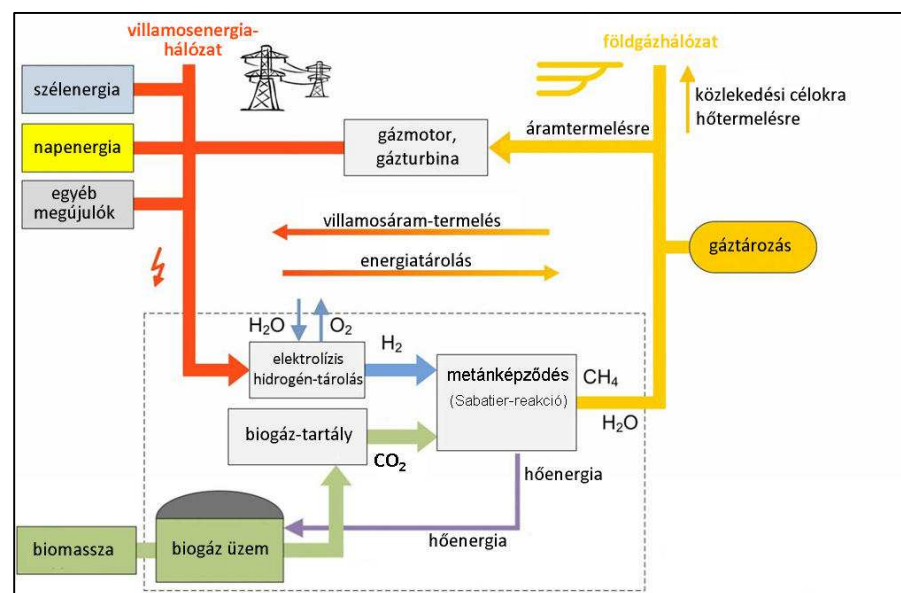 villamosenergia-
hálózat
földgázhálózat
szélenergia
közlekedési célokra
hőtermelésre
napenergia
gázmotor,
gázturbina
áramtermelésre
egyéb
megújulók
villamosáram-termelés
gáztározás
energiatárolás
H₂O
O₂
H₂
elektrolízis
hidrogén-tárolás
metánképződés
(Sabatier-reakció)
CH₄
H₂O
biogáz-tartály
CO₂
hőenergia
hőenergia
biomassza
biogáz üzem